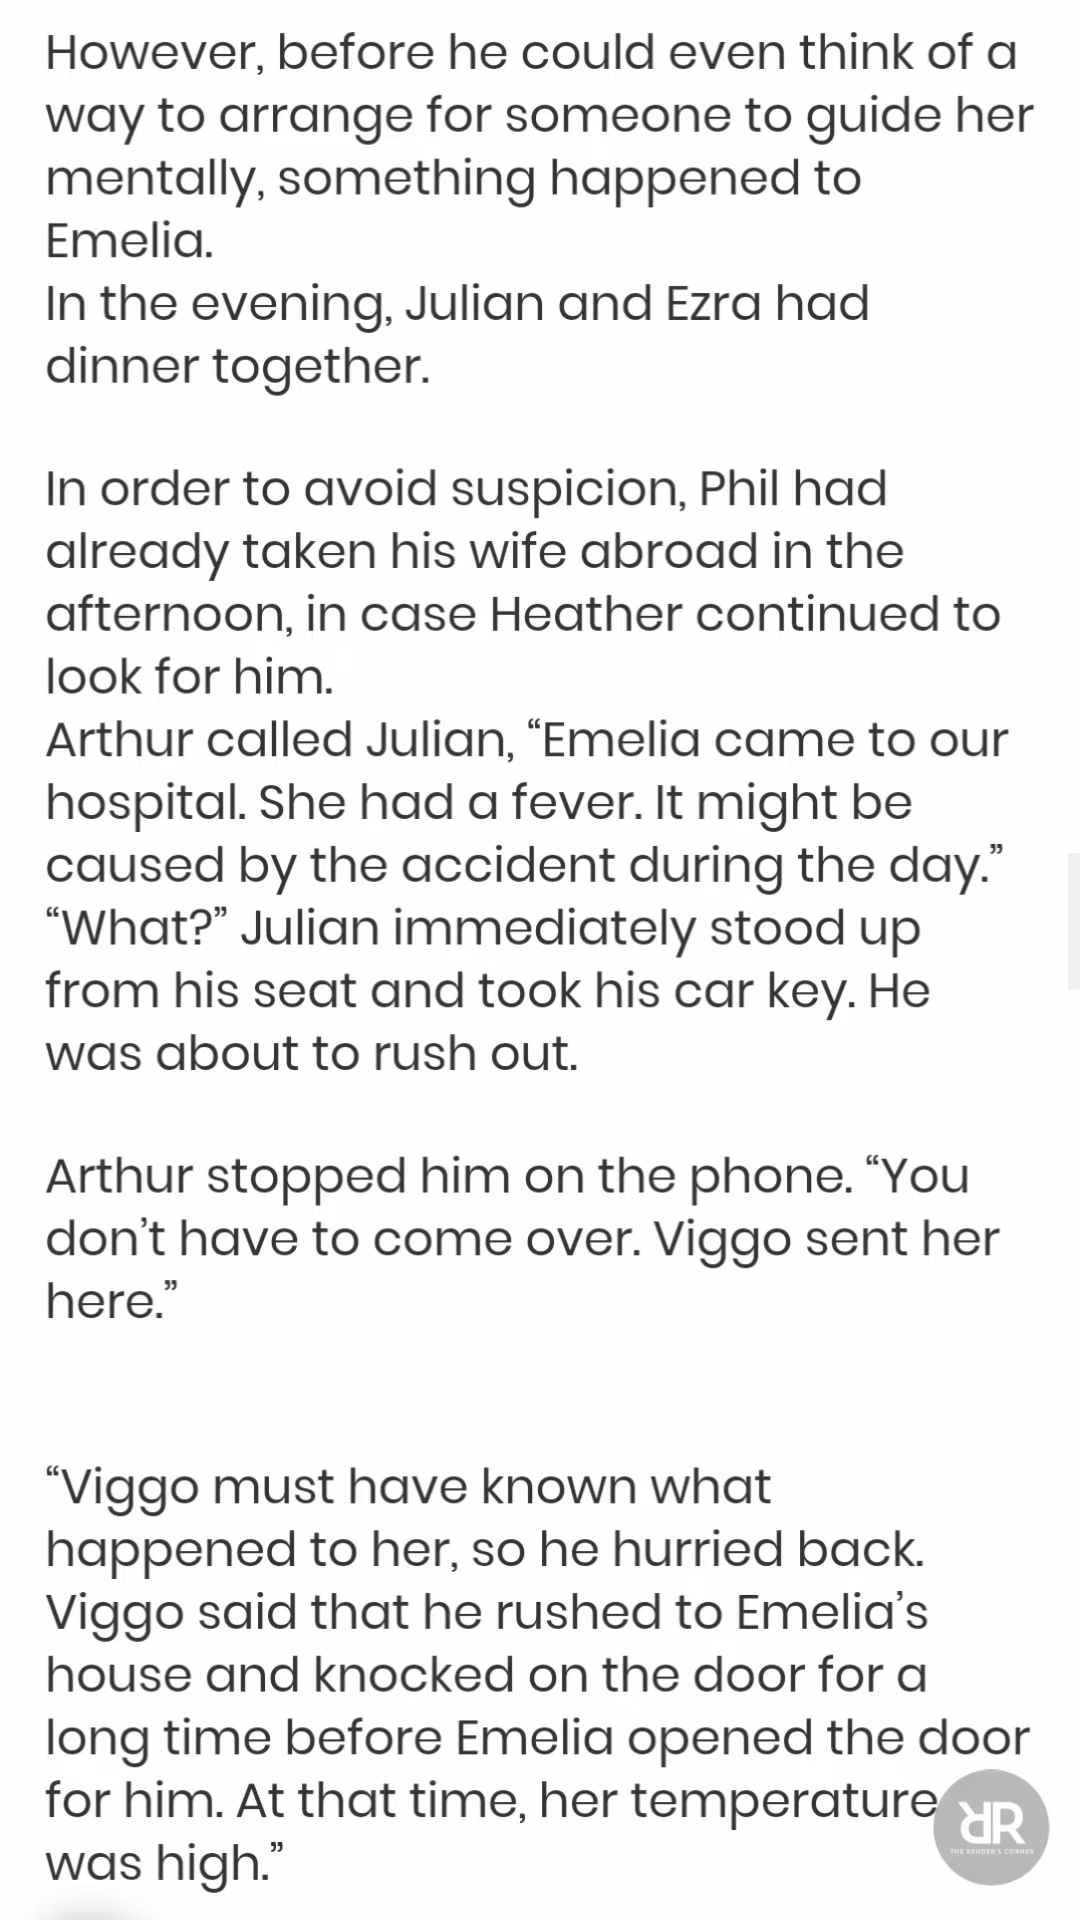 However, before he could even think of a
way to arrange for someone to guide her
mentally, something happened to
Emelia.
In the evening, Julian and Ezra had
dinner together.
In order to avoid suspicion, Phil had
already taken his wife abroad in the
afternoon, in case Heather continued to
look for him.
Arthur called Julian, “Emelia came to our
hospital. She had a fever. It might be
caused by the accident during the day.”
“What?” Julian immediately stood up
from his seat and took his car key. He
was about to rush out.
Arthur stopped him on the phone. “You
don’t have to come over. Viggo sent her
here.”
“Viggo must have known what
happened to her, so he hurried back.
Viggo said that he rushed to Emelia’s
house and knocked on the door for a
long time before Emelia opened the door
for him. At that time, her temperature
was high.”
RR
THE READER'S CORNER